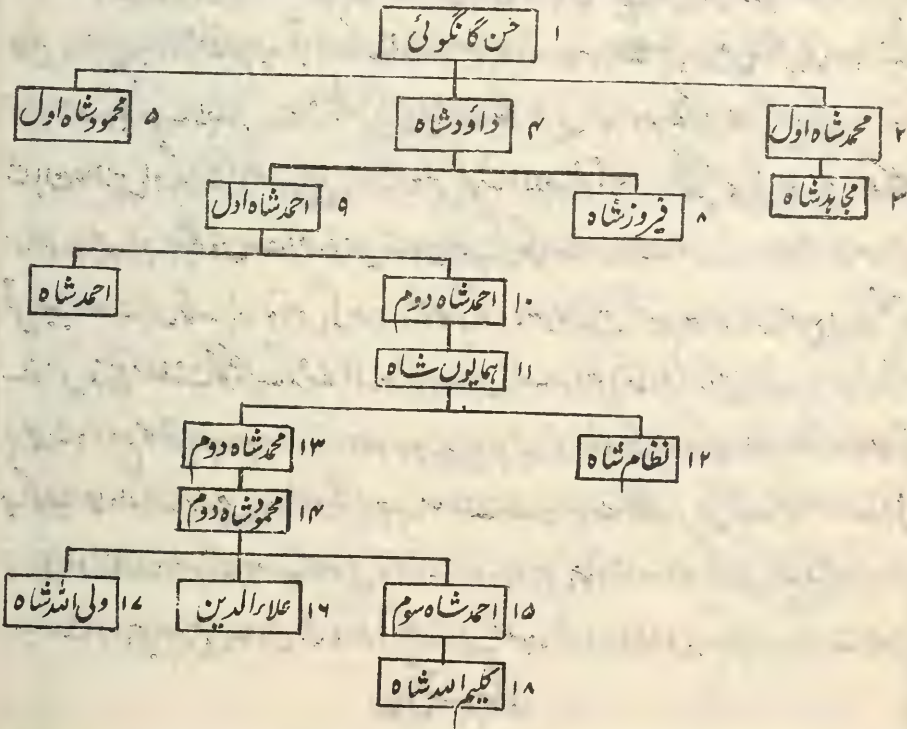 ۱ حسن گانگوئی
۲ محمد شاہ اول ۴ داؤد شاہ ۵ محمود شاہ اول
۳ مجاہد شاہ ۸ فیروز شاہ ۹ احمد شاہ اول
۱۰ احمد شاہ دوم احمد شاہ
۱۱ ہمایوں شاہ
۱۲ نظام شاہ ۱۳ محمد شاہ دوم
۱۴ محمود شاہ دوم
۱۵ احمد شاہ سوم ۱۶ علاء الدین ۱۷ ولی اللہ شاہ
۱۸ کلیم اللہ شاہ